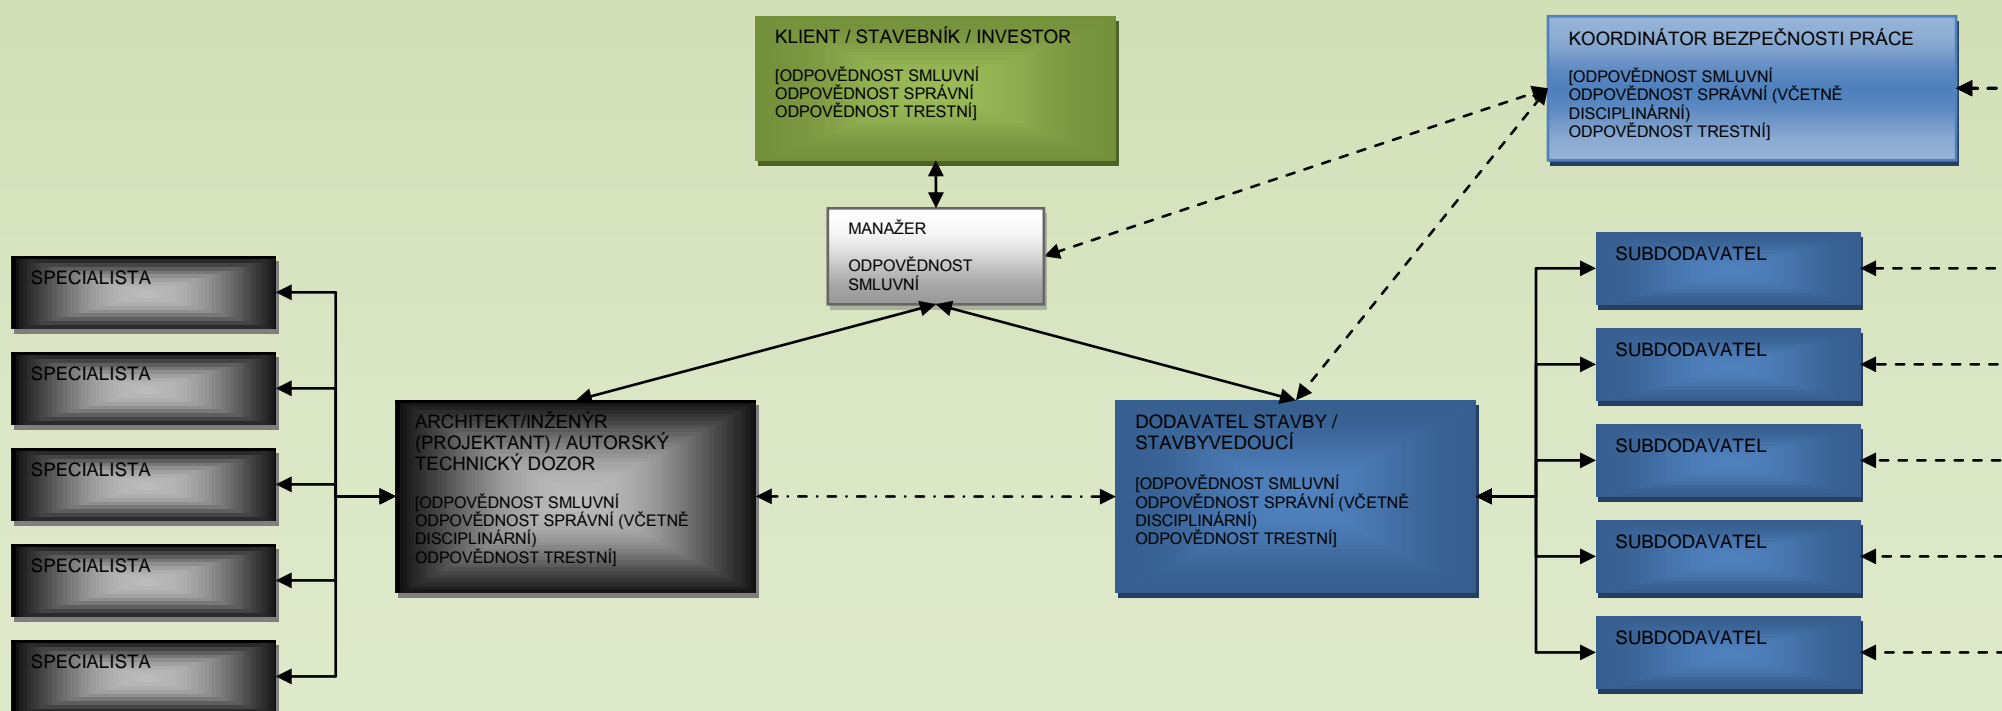 KLIENT / STAVEBNÍK / INVESTOR
[ODPOVĚDNOST SMLUVNÍ
ODPOVĚDNOST SPRÁVNÍ
ODPOVĚDNOST TRESTNÍ]
KOORDINÁTOR BEZPEČNOSTI PRÁCE
[ODPOVĚDNOST SMLUVNÍ
ODPOVĚDNOST SPRÁVNÍ (VČETNĚ
DISCIPLINÁRNÍ)
ODPOVĚDNOST TRESTNÍ]
MANAŽER
ODPOVĚDNOST
SMLUVNÍ
SPECIALISTA
SPECIALISTA
SPECIALISTA
SPECIALISTA
SPECIALISTA
ARCHITEKT/INŽENÝR
(PROJEKTANT) / AUTORSKÝ
TECHNICKÝ DOZOR
[ODPOVĚDNOST SMLUVNÍ
ODPOVĚDNOST SPRÁVNÍ (VČETNĚ
DISCIPLINÁRNÍ)
ODPOVĚDNOST TRESTNÍ]
DODAVATEL STAVBY /
STAVBYVEDOUCÍ
[ODPOVĚDNOST SMLUVNÍ
ODPOVĚDNOST SPRÁVNÍ (VČETNĚ
DISCIPLINÁRNÍ)
ODPOVĚDNOST TRESTNÍ]
SUBDODAVATEL
SUBDODAVATEL
SUBDODAVATEL
SUBDODAVATEL
SUBDODAVATEL